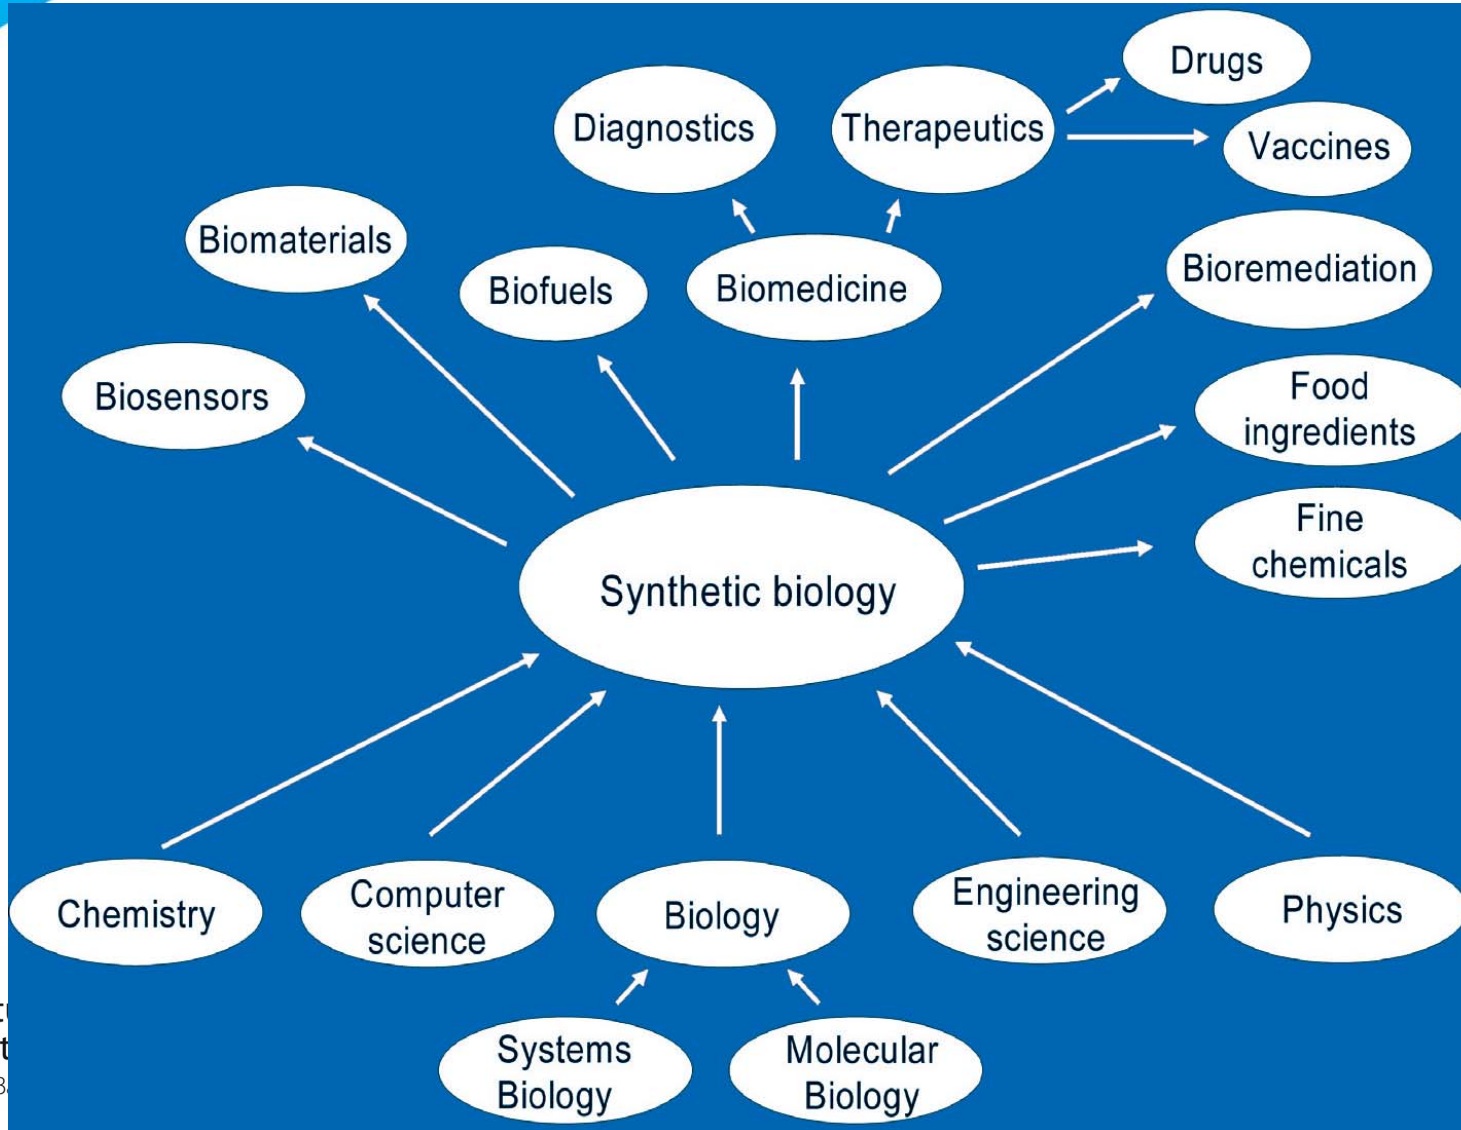 Drugs
Diagnostics
Therapeutics
Vaccines
Biomaterials
Biofuels
Biomedicine
Bioremediation
Biosensors
Food
ingredients
Fine
chemicals
Synthetic biology
Chemistry
Computer
science
Biology
Engineering
science
Physics
Systems
Biology
Molecular
Biology